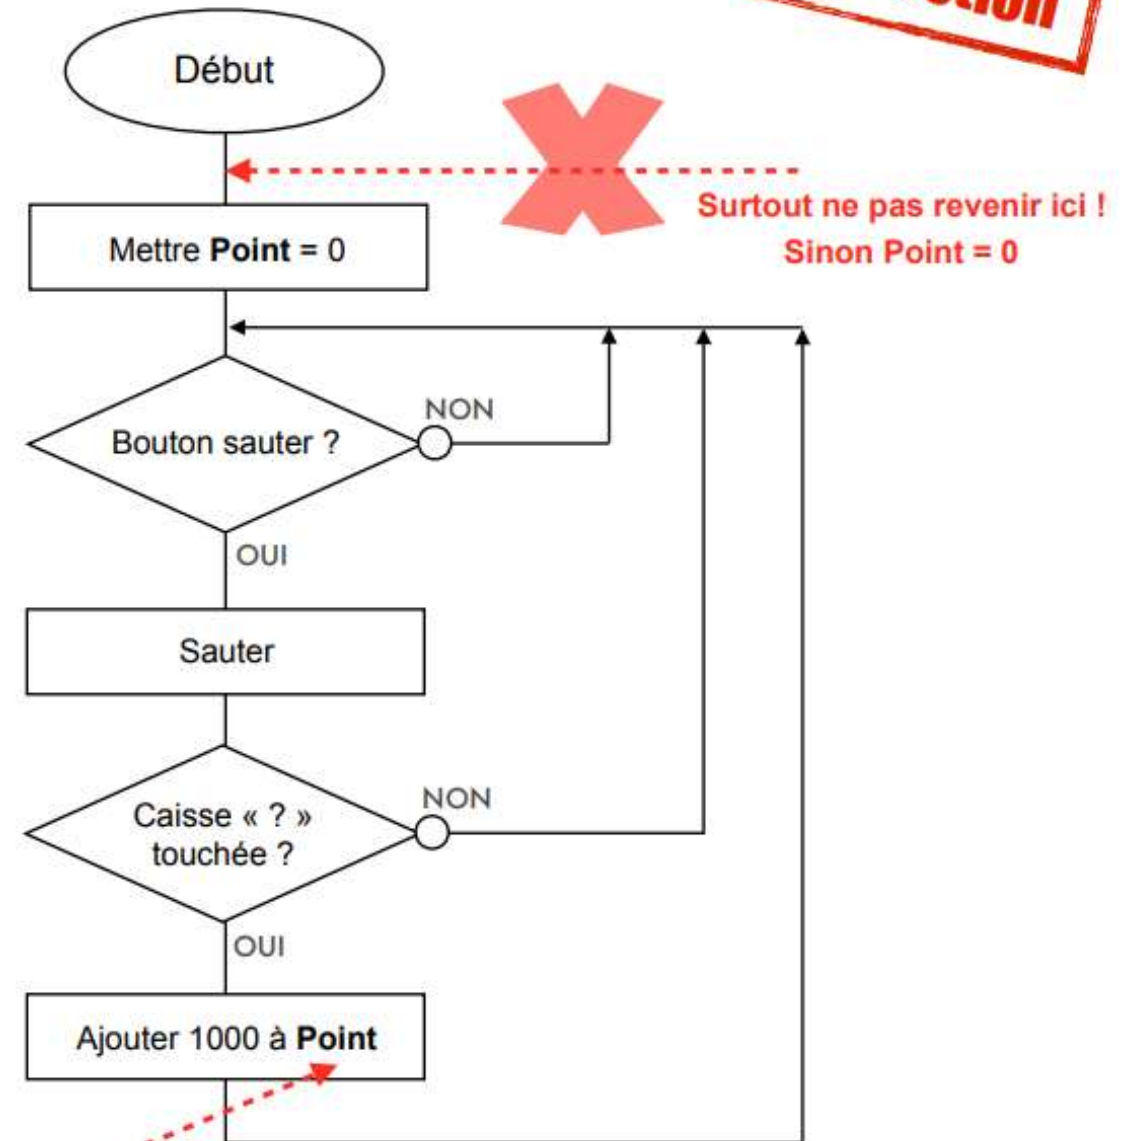 Début
Surtout ne pas revenir ici !
Sinon Point = 0
Mettre Point = 0
NON
Bouton sauter ?
OUI
Sauter
NON
Caisse « ? »
touchée ?
OUI
Ajouter 1000 à Point